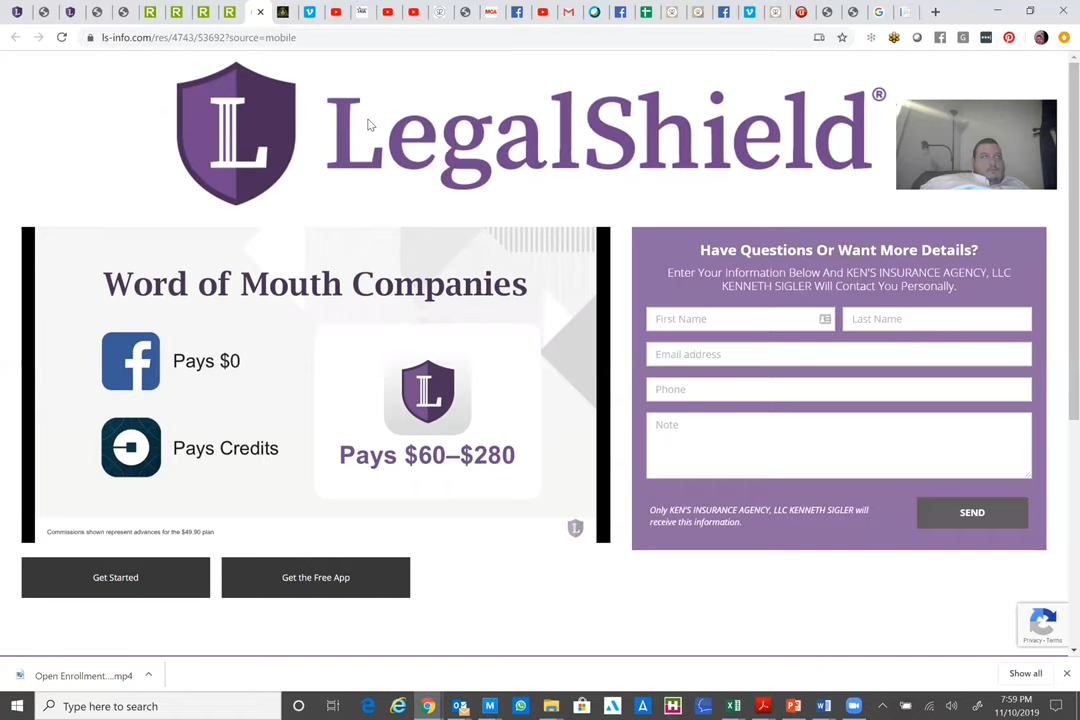 ls-info.com/res/4743/53692?source=mobile
LegalShield®
Word of Mouth Companies
Pays $0
Pays Credits
Pays $60–$280
Commissions shown represent advances for the $49.90 plan
Get Started
Get the Free App
Have Questions Or Want More Details?
Enter Your Information Below And KEN'S INSURANCE AGENCY, LLC
KENNETH SIGLER Will Contact You Personally.
First Name
Last Name
Email address
Phone
Note
Only KEN'S INSURANCE AGENCY, LLC KENNETH SIGLER will
receive this information.
SEND
Privacy - Terms
Open Enrollment....mp4
Show all
Type here to search
7:59 PM
11/10/2019